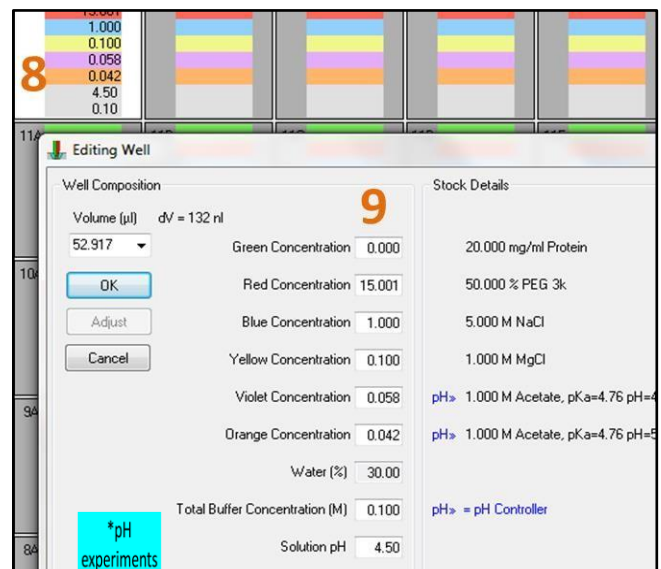 1.000
0.100
8
0.058
0.042
4.50
0.10
11A
Editing Well
Well Composition
Stock Details
Volume (µl) dV = 132 nl
9
52.917
Green Concentration 0.000 20.000 mg/ml Protein
10A
OK Red Concentration 15.001 50.000 % PEG 3k
Adjust Blue Concentration 1.000 5.000 M NaCl
Cancel Yellow Concentration 0.100 1.000 M MgCl
Violet Concentration 0.058 pH» 1.000 M Acetate, pKa=4.76 pH=4
9A
Orange Concentration 0.042 pH» 1.000 M Acetate, pKa=4.76 pH=5
Water (%) 30.00
Total Buffer Concentration (M) 0.100 pH» = pH Controller
*pH
experiments
8A
Solution pH 4.50